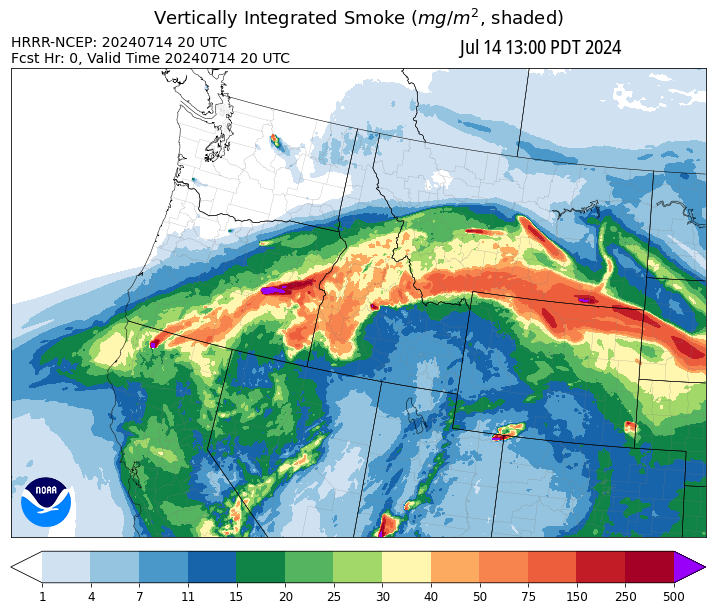 Vertically Integrated Smoke (mg/m², shaded)
HRRR-NCEP: 20240714 20 UTC
Jul 14 13:00 PDT 2024
Fcst Hr: 0, Valid Time 20240714 20 UTC
NOAA
1 4 7 11 15 20 25 30 40 50 75 150 250 500